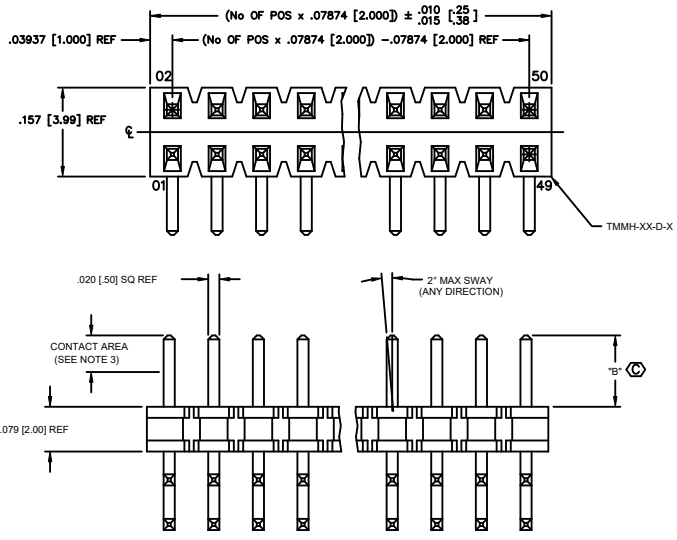 (No OF POS x .07874 [2.000]) ± .010 [.25]
.015 [.38]
.03937 [1.000] REF
(No OF POS x .07874 [2.000]) -.07874 [2.000] REF
02
50
.157 [3.99] REF
℄
01
49
TMMH-XX-D-X
.020 [.50] SQ REF
2° MAX SWAY
(ANY DIRECTION)
CONTACT AREA
(SEE NOTE 3)
"B" C
.079 [2.00] REF